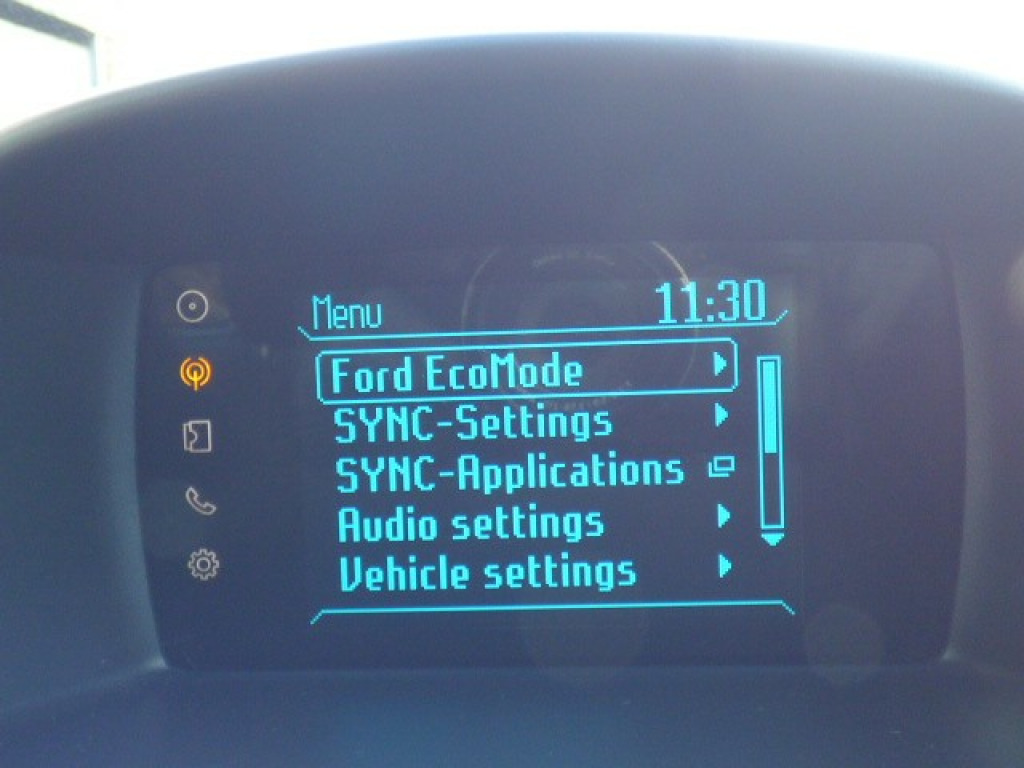 Menu 11:30
Ford EcoMode
SYNC-Settings
SYNC-Applications
Audio settings
Vehicle settings